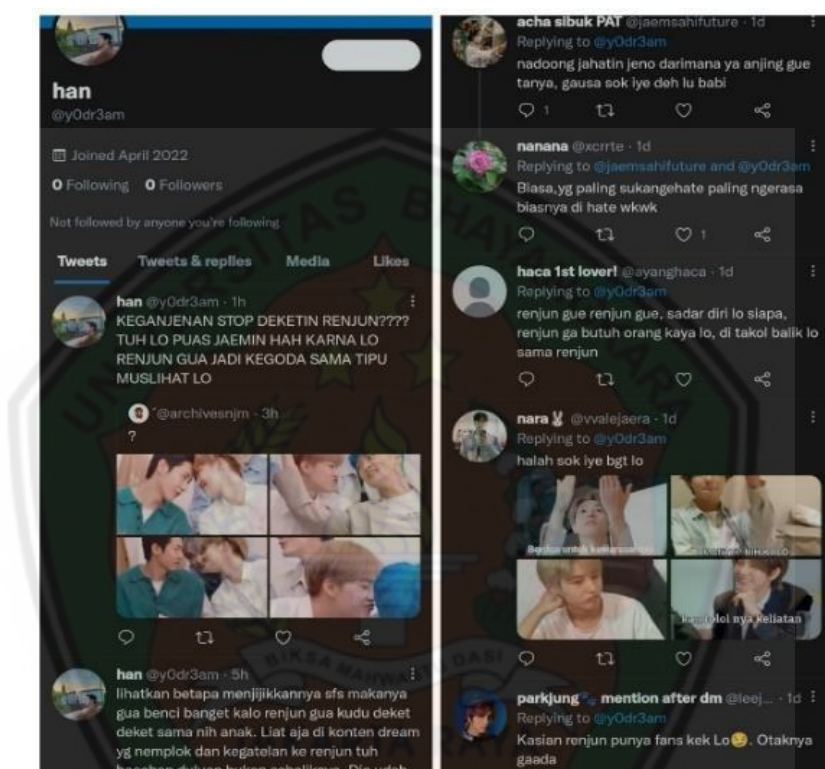 han
@y0dr3am
Joined April 2022
0 Following 0 Followers
Not followed by anyone you're following
Tweets Tweets & replies Media Likes
han @y0dr3am · 1h
KEGANJENAN STOP DEKETIN RENJUN????
TUH LO PUAS JAEMIN HAH KARNA LO
RENJUN GUA JADI KEGODA SAMA TIPU
MUSLIHAT LO
@archivesnjm · 3h
?
han @y0dr3am · 5h
lihatkan betapa menjijikkannya sfs makanya
gua benci banget kalo renjun gua kudu deket
deket sama nih anak. Liat aja di konten dream
yg nemplok dan kegatelan ke renjun tuh
acha sibuk PAT @jaemsahifuture · 1d
Replying to @y0dr3am
nadoong jahatin jeno darimana ya anjing gue
tanya, gausa sok iye deh lu babi
1
nanana @xcrrte · 1d
Replying to @jaemsahifuture and @y0dr3am
Biasa,yg paling sukangehate paling ngerasa
biasnya di hate wkwk
1
haca 1st lover! @ayanghaca · 1d
Replying to @y0dr3am
renjun gue renjun gue, sadar diri lo siapa,
renjun ga butuh orang kaya lo, di takol balik lo
sama renjun
nara @vvalejaera · 1d
Replying to @y0dr3am
halah sok iye bgt lo
nya keliatan
parkjung mention after dm @leej... · 1d
Replying to @y0dr3am
Kasian renjun punya fans kek Lo. Otaknya
gaada
UNIVERSITAS BHAYANGKARA
BIKSA MAHWASTU DASI
RAYA